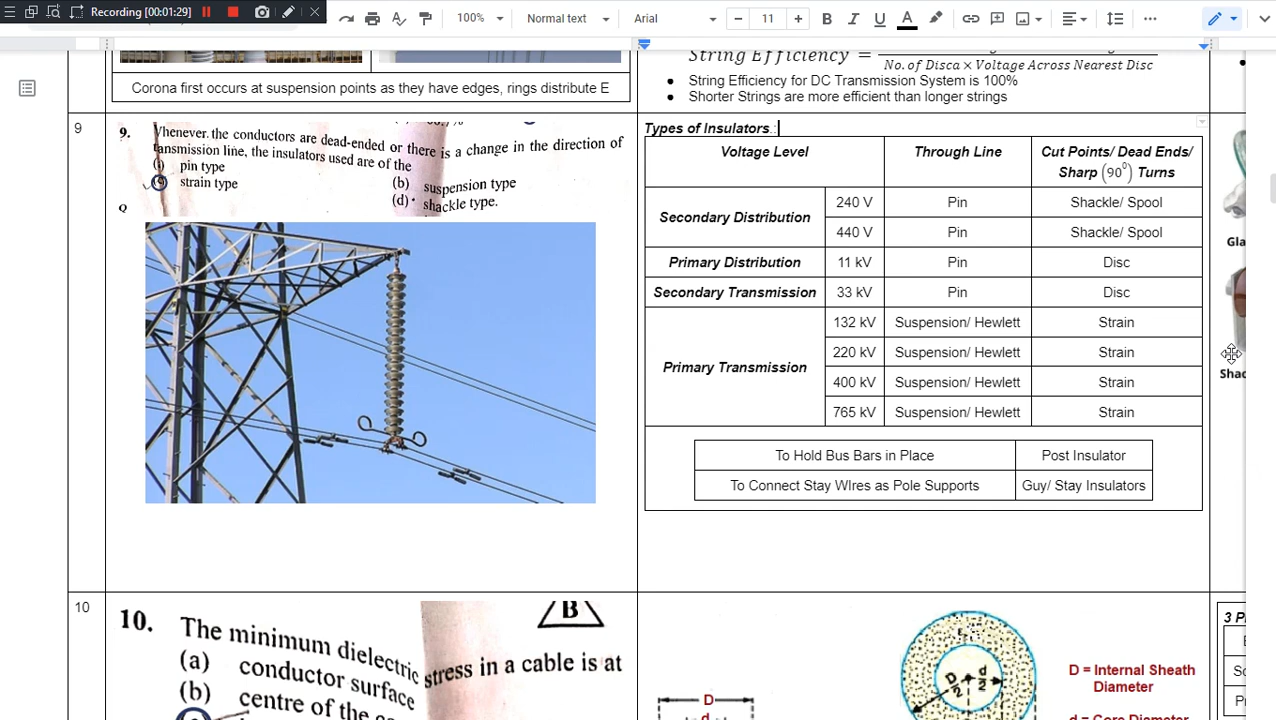 Recording [00:01:29]
100%
Normal text
Arial
11
B I U A
String Efficiency =
No. of Disca × Voltage Across Nearest Disc
Corona first occurs at suspension points as they have edges, rings distribute E
String Efficiency for DC Transmission System is 100%
Shorter Strings are more efficient than longer strings
9
9. Whenever the conductors are dead-ended or there is a change in the direction of
tansmission line, the insulators used are of the
pin type
strain type
(b) suspension type
(d) shackle type.
Q
Types of Insulators :
Voltage Level Through Line Cut Points/ Dead Ends/
Sharp (90⁰) Turns
Secondary Distribution
240 V Pin Shackle/ Spool
440 V Pin Shackle/ Spool
Primary Distribution 11 kV Pin Disc
Secondary Transmission 33 kV Pin Disc
Primary Transmission
132 kV Suspension/ Hewlett Strain
220 kV Suspension/ Hewlett Strain
400 kV Suspension/ Hewlett Strain
765 kV Suspension/ Hewlett Strain
To Hold Bus Bars in Place Post Insulator
To Connect Stay WIres as Pole Supports Guy/ Stay Insulators
10
10. The minimum dielectric stress in a cable is at
(a) conductor surface
(b) centre of the
B
D
d
D/2
d/2
D = Internal Sheath
Diameter
d = Core Diameter
3 P